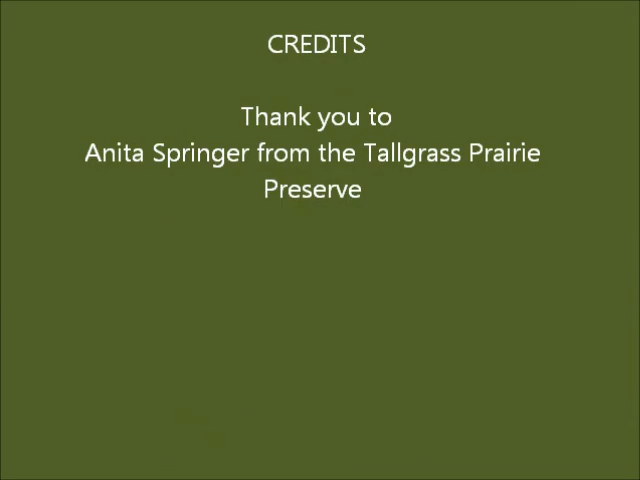 CREDITS
Thank you to
Anita Springer from the Tallgrass Prairie
Preserve